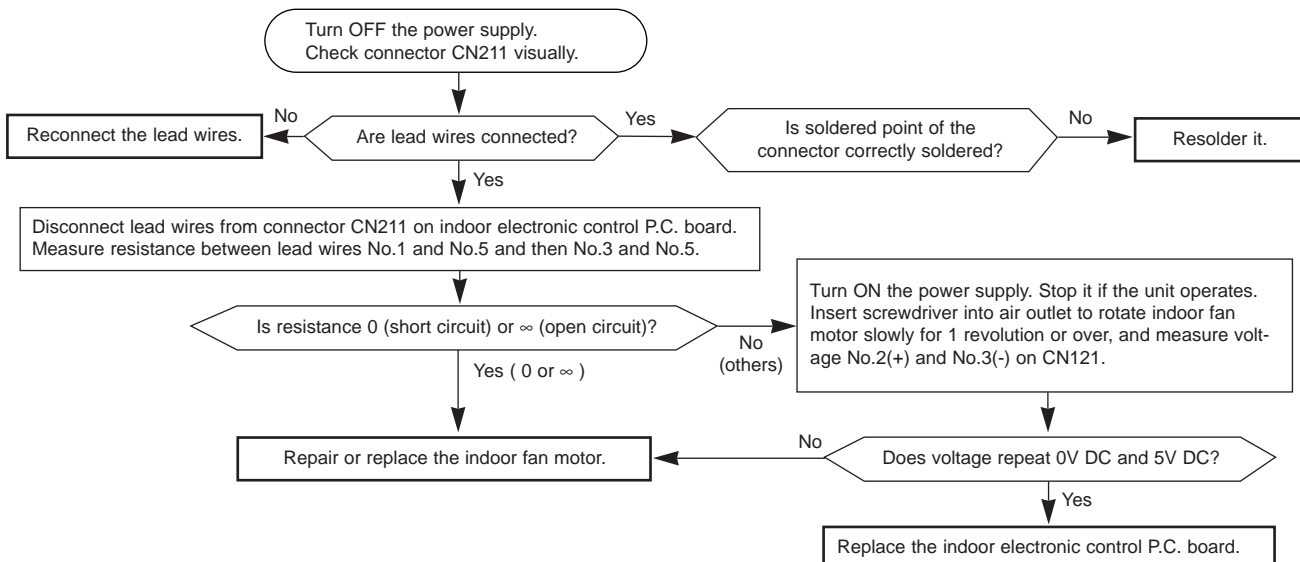 Turn OFF the power supply.
Check connector CN211 visually.
No
Yes
Reconnect the lead wires.
Are lead wires connected?
Is soldered point of the
connector correctly soldered?
No
Resolder it.
Yes
Disconnect lead wires from connector CN211 on indoor electronic control P.C. board.
Measure resistance between lead wires No.1 and No.5 and then No.3 and No.5.
Is resistance 0 (short circuit) or ∞ (open circuit)?
No
(others)
Turn ON the power supply. Stop it if the unit operates.
Insert screwdriver into air outlet to rotate indoor fan
motor slowly for 1 revolution or over, and measure volt-
age No.2(+) and No.3(-) on CN121.
Yes ( 0 or ∞ )
Repair or replace the indoor fan motor.
No
Does voltage repeat 0V DC and 5V DC?
Yes
Replace the indoor electronic control P.C. board.